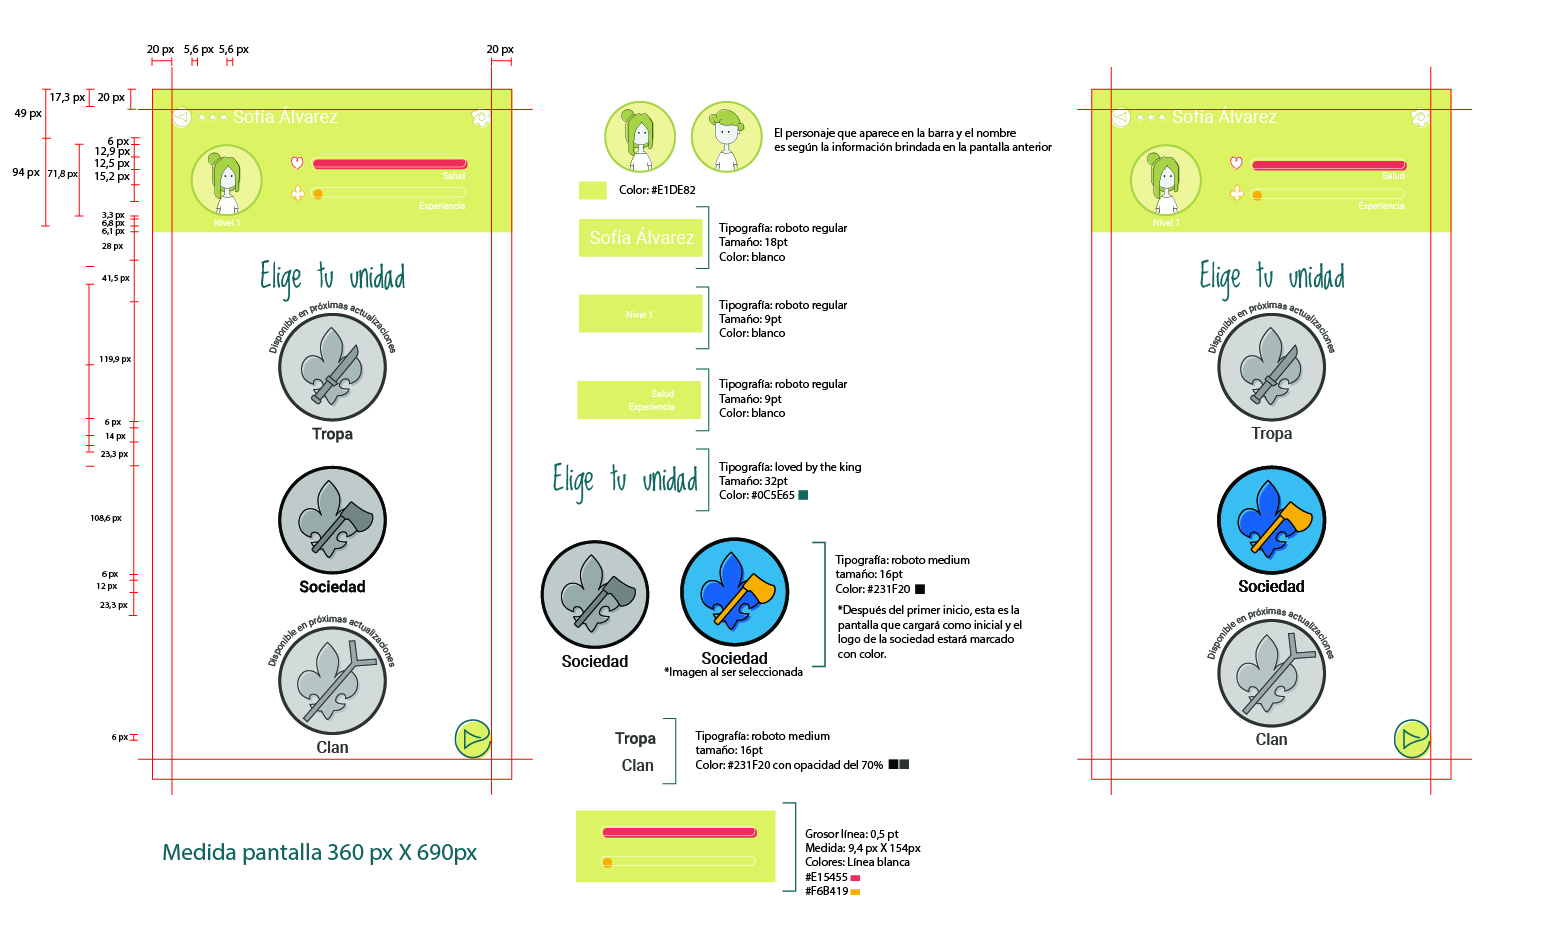 20 px
5,6 px
5,6 px
20 px
17,3 px
20 px
49 px
6 px
12,9 px
12,5 px
15,2 px
94 px
71,8 px
3,3 px
6,8 px
6,1 px
28 px
41,5 px
119,9 px
6 px
14 px
23,3 px
108,6 px
6 px
12 px
23,3 px
6 px
Sofía Álvarez
Salud
Experiencia
Nivel 1
Elige tu unidad
Disponible en próximas actualizaciones
Tropa
Sociedad
Disponible en próximas actualizaciones
Clan
Medida pantalla 360 px X 690px
El personaje que aparece en la barra y el nombre
es según la información brindada en la pantalla anterior
Color: #E1DE82
Sofía Álvarez
Tipografía: roboto regular
Tamaño: 18pt
Color: blanco
Nivel 1
Tipografía: roboto regular
Tamaño: 9pt
Color: blanco
Salud
Experiencia
Tipografía: roboto regular
Tamaño: 9pt
Color: blanco
Elige tu unidad
Tipografía: loved by the king
Tamaño: 32pt
Color: #0C5E65
Sociedad
Sociedad
*Imagen al ser seleccionada
Tipografía: roboto medium
tamaño: 16pt
Color: #231F20
*Después del primer inicio, esta es la
pantalla que cargará como inicial y el
logo de la sociedad estará marcado
con color.
Tropa
Clan
Tipografía: roboto medium
tamaño: 16pt
Color: #231F20 con opacidad del 70%
Grosor línea: 0,5 pt
Medida: 9,4 px X 154px
Colores: Línea blanca
#E15455
#F6B419
Sofía Álvarez
Salud
Experiencia
Nivel 1
Elige tu unidad
Disponible en próximas actualizaciones
Tropa
Sociedad
Disponible en próximas actualizaciones
Clan